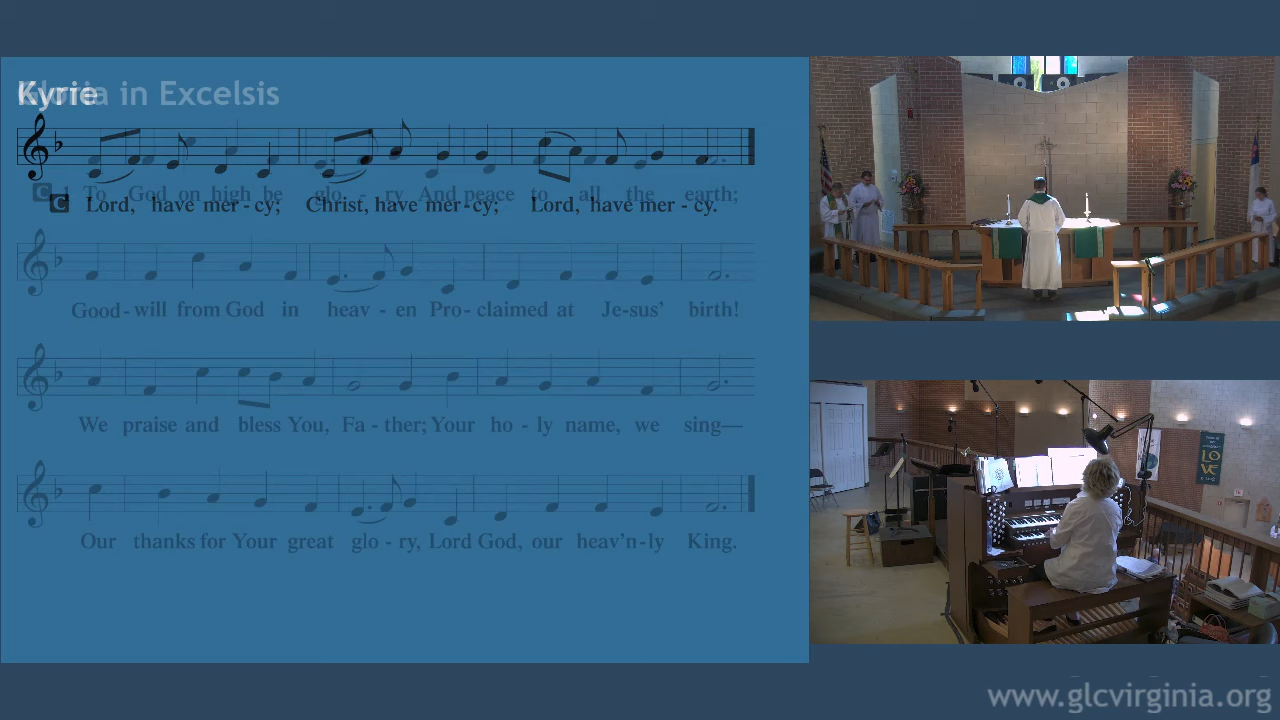 Kyrie
Gloria in Excelsis
C 1 To God on high be glo - ry And peace to all the earth;
C Lord, have mer - cy; Christ, have mer - cy; Lord, have mer - cy.
Good - will from God in heav - en Pro - claimed at Je - sus' birth!
We praise and bless You, Fa - ther; Your ho - ly name, we sing—
Our thanks for Your great glo - ry, Lord God, our heav'n - ly King.
LOVE
www.glcvirginia.org